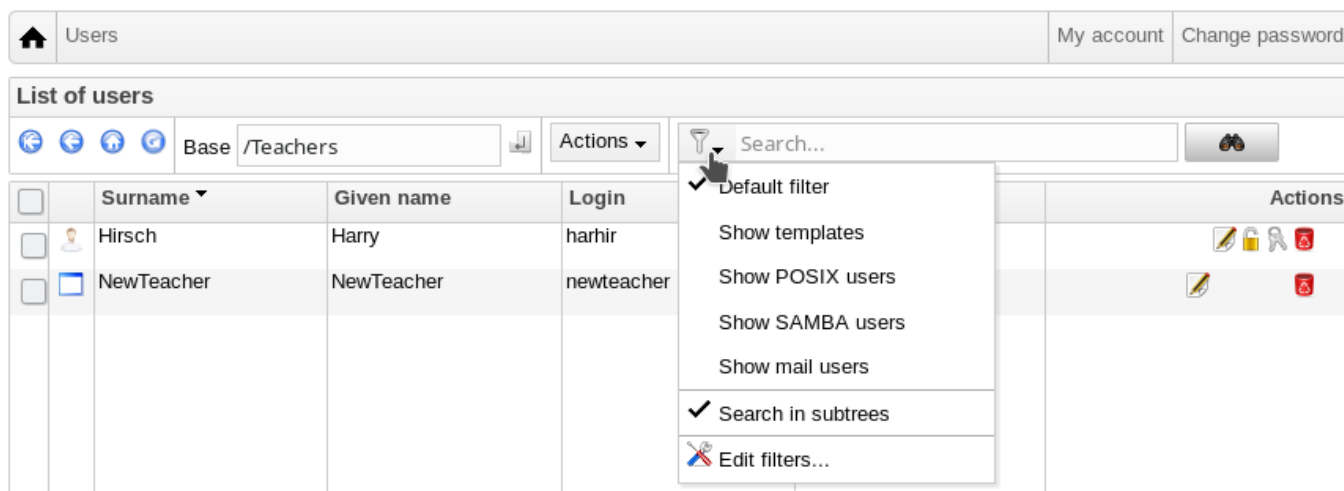 Users My account Change password
List of users
Base /Teachers Actions Search...
Surname Given name Login Actions
Default filter
Hirsch Harry harhir
Show templates
NewTeacher NewTeacher newteacher
Show POSIX users
Show SAMBA users
Show mail users
Search in subtrees
Edit filters...